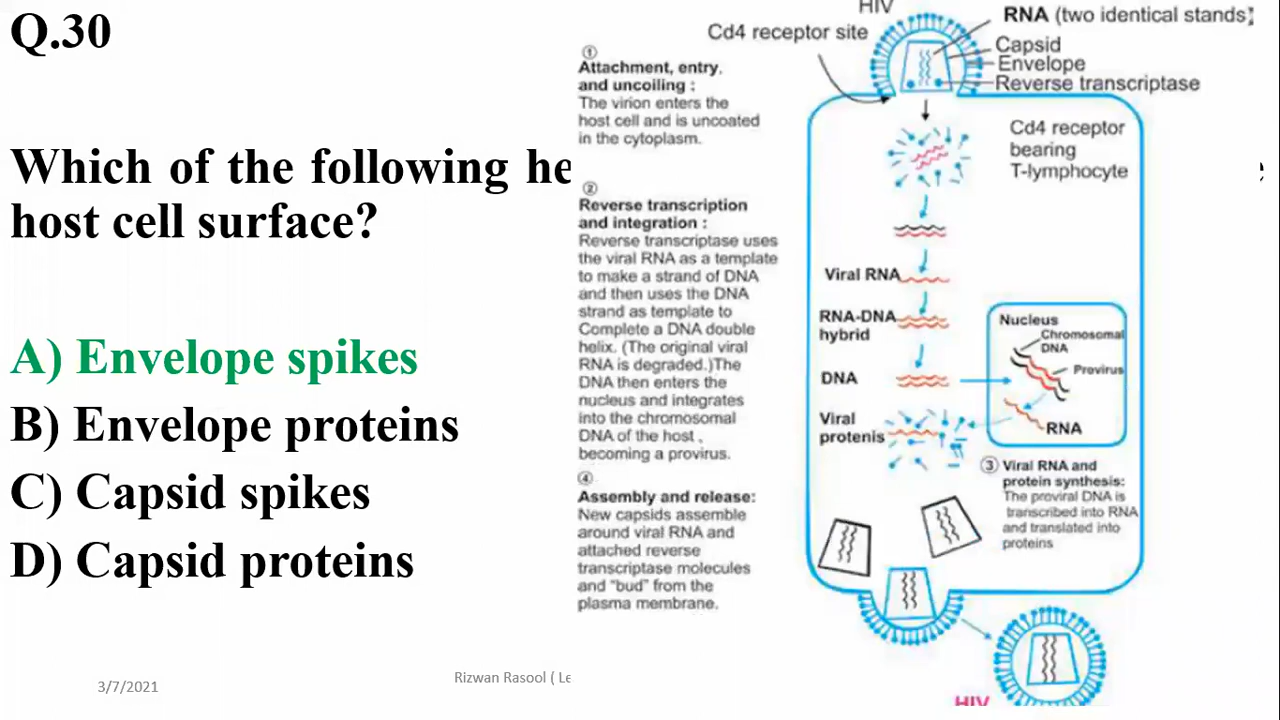 Q.30
Which of the following he
host cell surface?
A) Envelope spikes
B) Envelope proteins
C) Capsid spikes
D) Capsid proteins
3/7/2021
Rizwan Rasool ( Le
①
Attachment, entry,
and uncoiling :
The virion enters the
host cell and is uncoated
in the cytoplasm.
②
Reverse transcription
and integration :
Reverse transcriptase uses
the viral RNA as a template
to make a strand of DNA
and then uses the DNA
strand as template to
Complete a DNA double
helix. (The original viral
RNA is degraded.)The
DNA then enters the
nucleus and integrates
into the chromosomal
DNA of the host ,
becoming a provirus.
④
Assembly and release:
New capsids assemble
around viral RNA and
attached reverse
transcriptase molecules
and "bud" from the
plasma membrane.
HIV
Cd4 receptor site
RNA (two identical stands)
Capsid
Envelope
Reverse transcriptase
Cd4 receptor
bearing
T-lymphocyte
Viral RNA
RNA-DNA
hybrid
DNA
Viral
protenis
Nucleus
Chromosomal
DNA
Provirus
RNA
③ Viral RNA and
protein synthesis:
The proviral DNA is
transcribed into RNA
and translated into
proteins
HIV